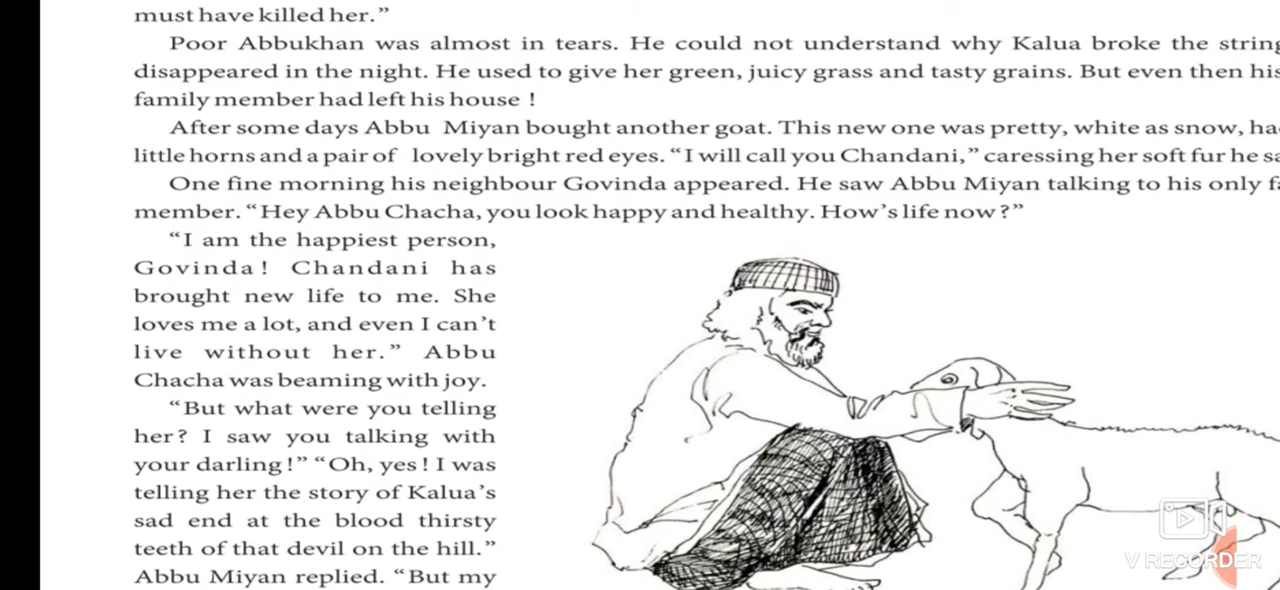 must have killed her.”
Poor Abbukhan was almost in tears. He could not understand why Kalua broke the string
disappeared in the night. He used to give her green, juicy grass and tasty grains. But even then his
family member had left his house !
After some days Abbu Miyan bought another goat. This new one was pretty, white as snow,
little horns and a pair of lovely bright red eyes. “I will call you Chandani,” caressing her soft fur he
One fine morning his neighbour Govinda appeared. He saw Abbu Miyan talking to his only
member. “Hey Abbu Chacha, you look happy and healthy. How’s life now?”
“I am the happiest person,
Govinda! Chandani has
brought new life to me. She
loves me a lot, and even I can’t
live without her.” Abbu
Chacha was beaming with joy.
“But what were you telling
her? I saw you talking with
your darling!” “Oh, yes! I was
telling her the story of Kalua’s
sad end at the blood thirsty
teeth of that devil on the hill.”
Abbu Miyan replied. “But my
V RECORDER